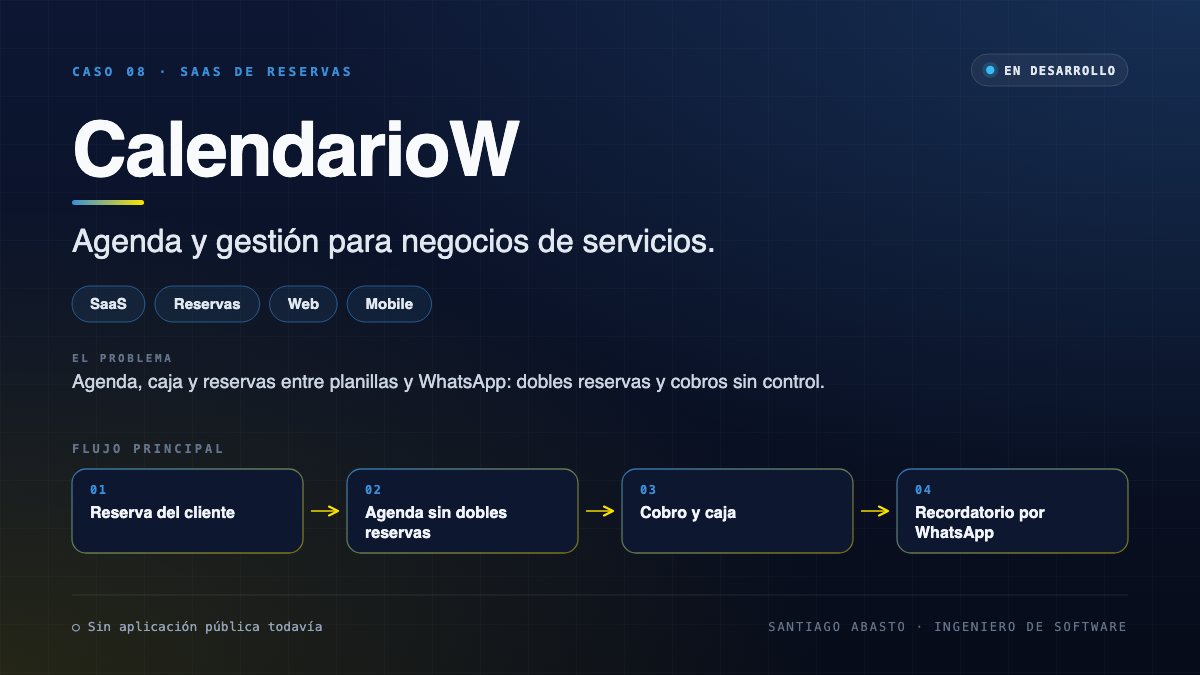 CASO 08 · SAAS DE RESERVAS
EN DESARROLLO
CalendarioW
Agenda y gestión para negocios de servicios.
SaaS
Reservas
Web
Mobile
EL PROBLEMA
Agenda, caja y reservas entre planillas y WhatsApp: dobles reservas y cobros sin control.
FLUJO PRINCIPAL
01
Reserva del cliente
02
Agenda sin dobles
reservas
03
Cobro y caja
04
Recordatorio por
WhatsApp
Sin aplicación pública todavía
SANTIAGO ABASTO · INGENIERO DE SOFTWARE